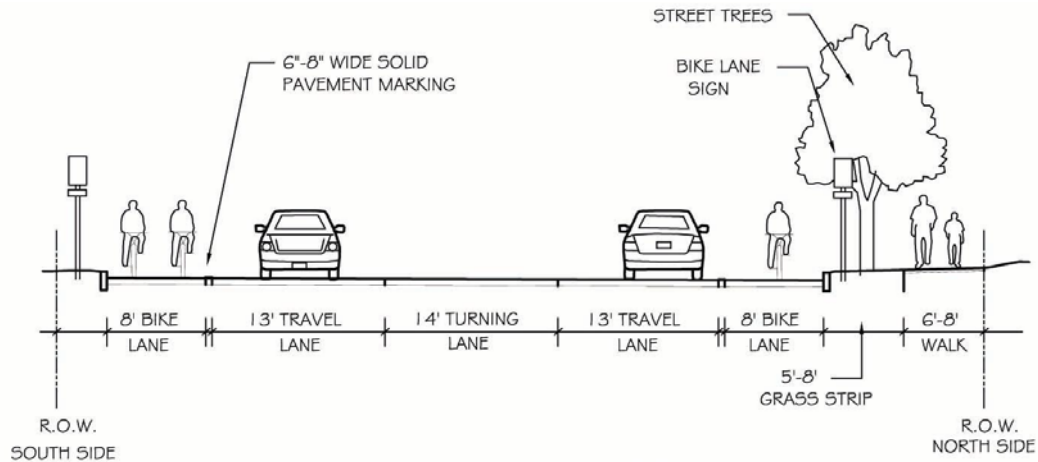 STREET TREES
6"-8" WIDE SOLID
PAVEMENT MARKING
BIKE LANE
SIGN
8' BIKE
LANE
13' TRAVEL
LANE
14' TURNING
LANE
13' TRAVEL
LANE
8' BIKE
LANE
6'-8'
WALK
5'-8'
GRASS STRIP
R.O.W.
SOUTH SIDE
R.O.W.
NORTH SIDE